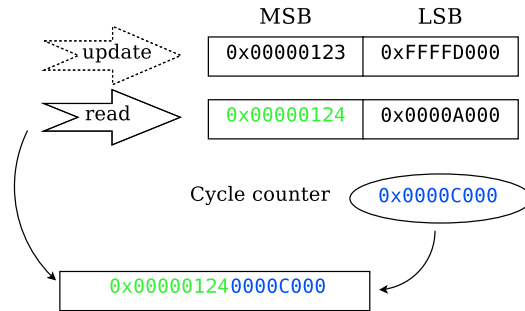 MSB LSB
update 0x00000123 0xFFFFD000
read 0x00000124 0x0000A000
Cycle counter 0x0000C000
0x000001240000C000